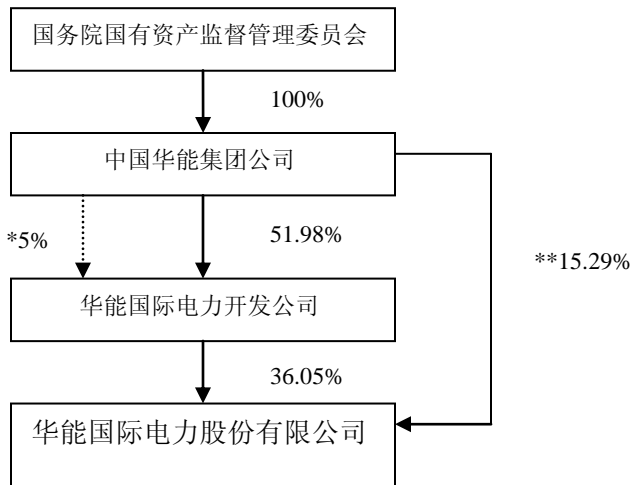 国务院国有资产监督管理委员会
100%
中国华能集团公司
*5%
51.98%
**15.29%
华能国际电力开发公司
36.05%
华能国际电力股份有限公司